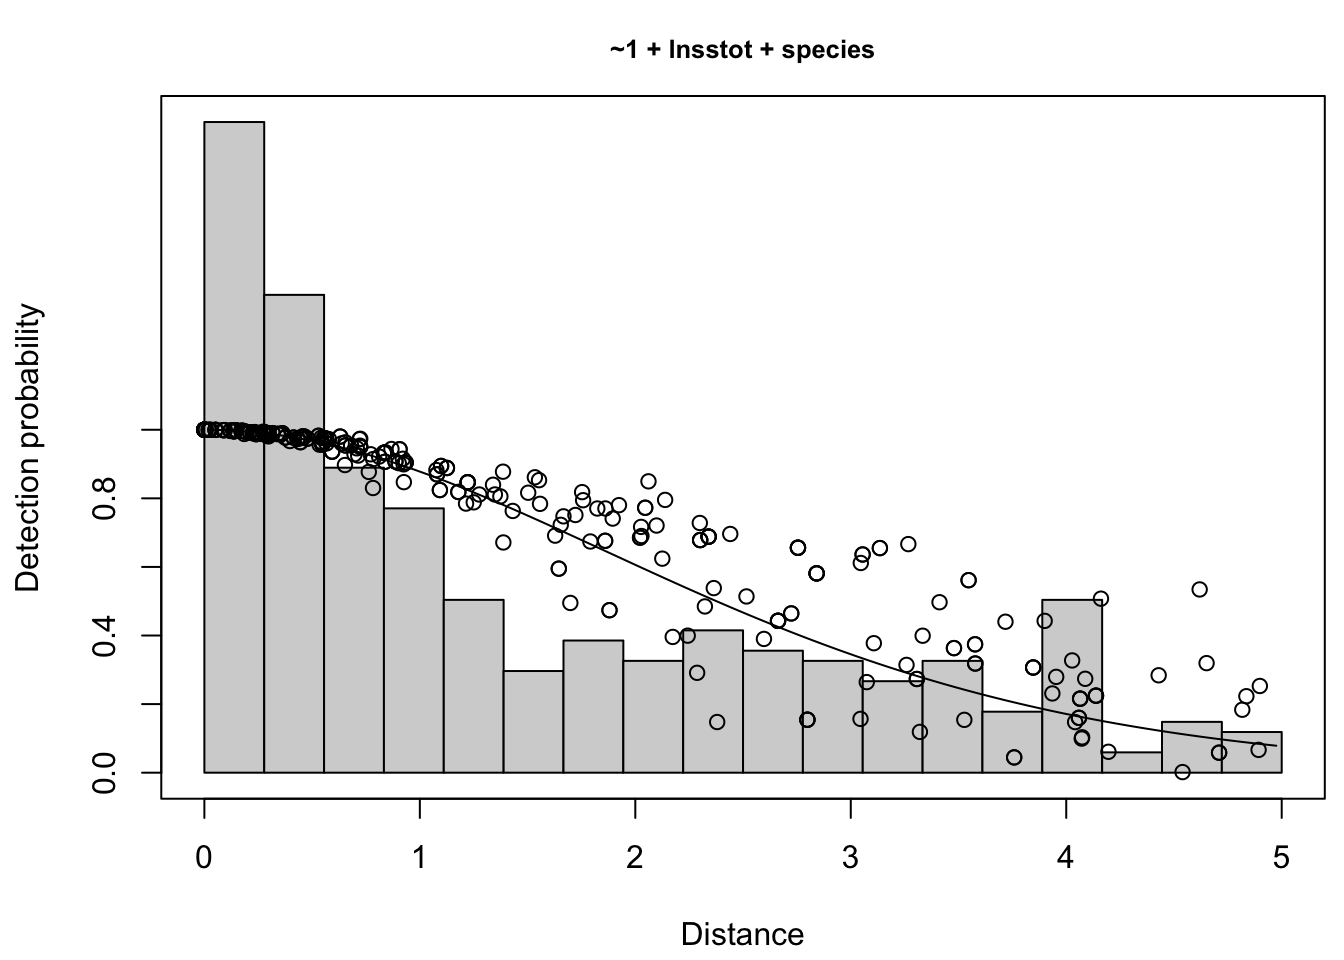 ~1 + lnsstot + species
Detection probability
0.8
0.4
0.0
0 1 2 3 4 5
Distance